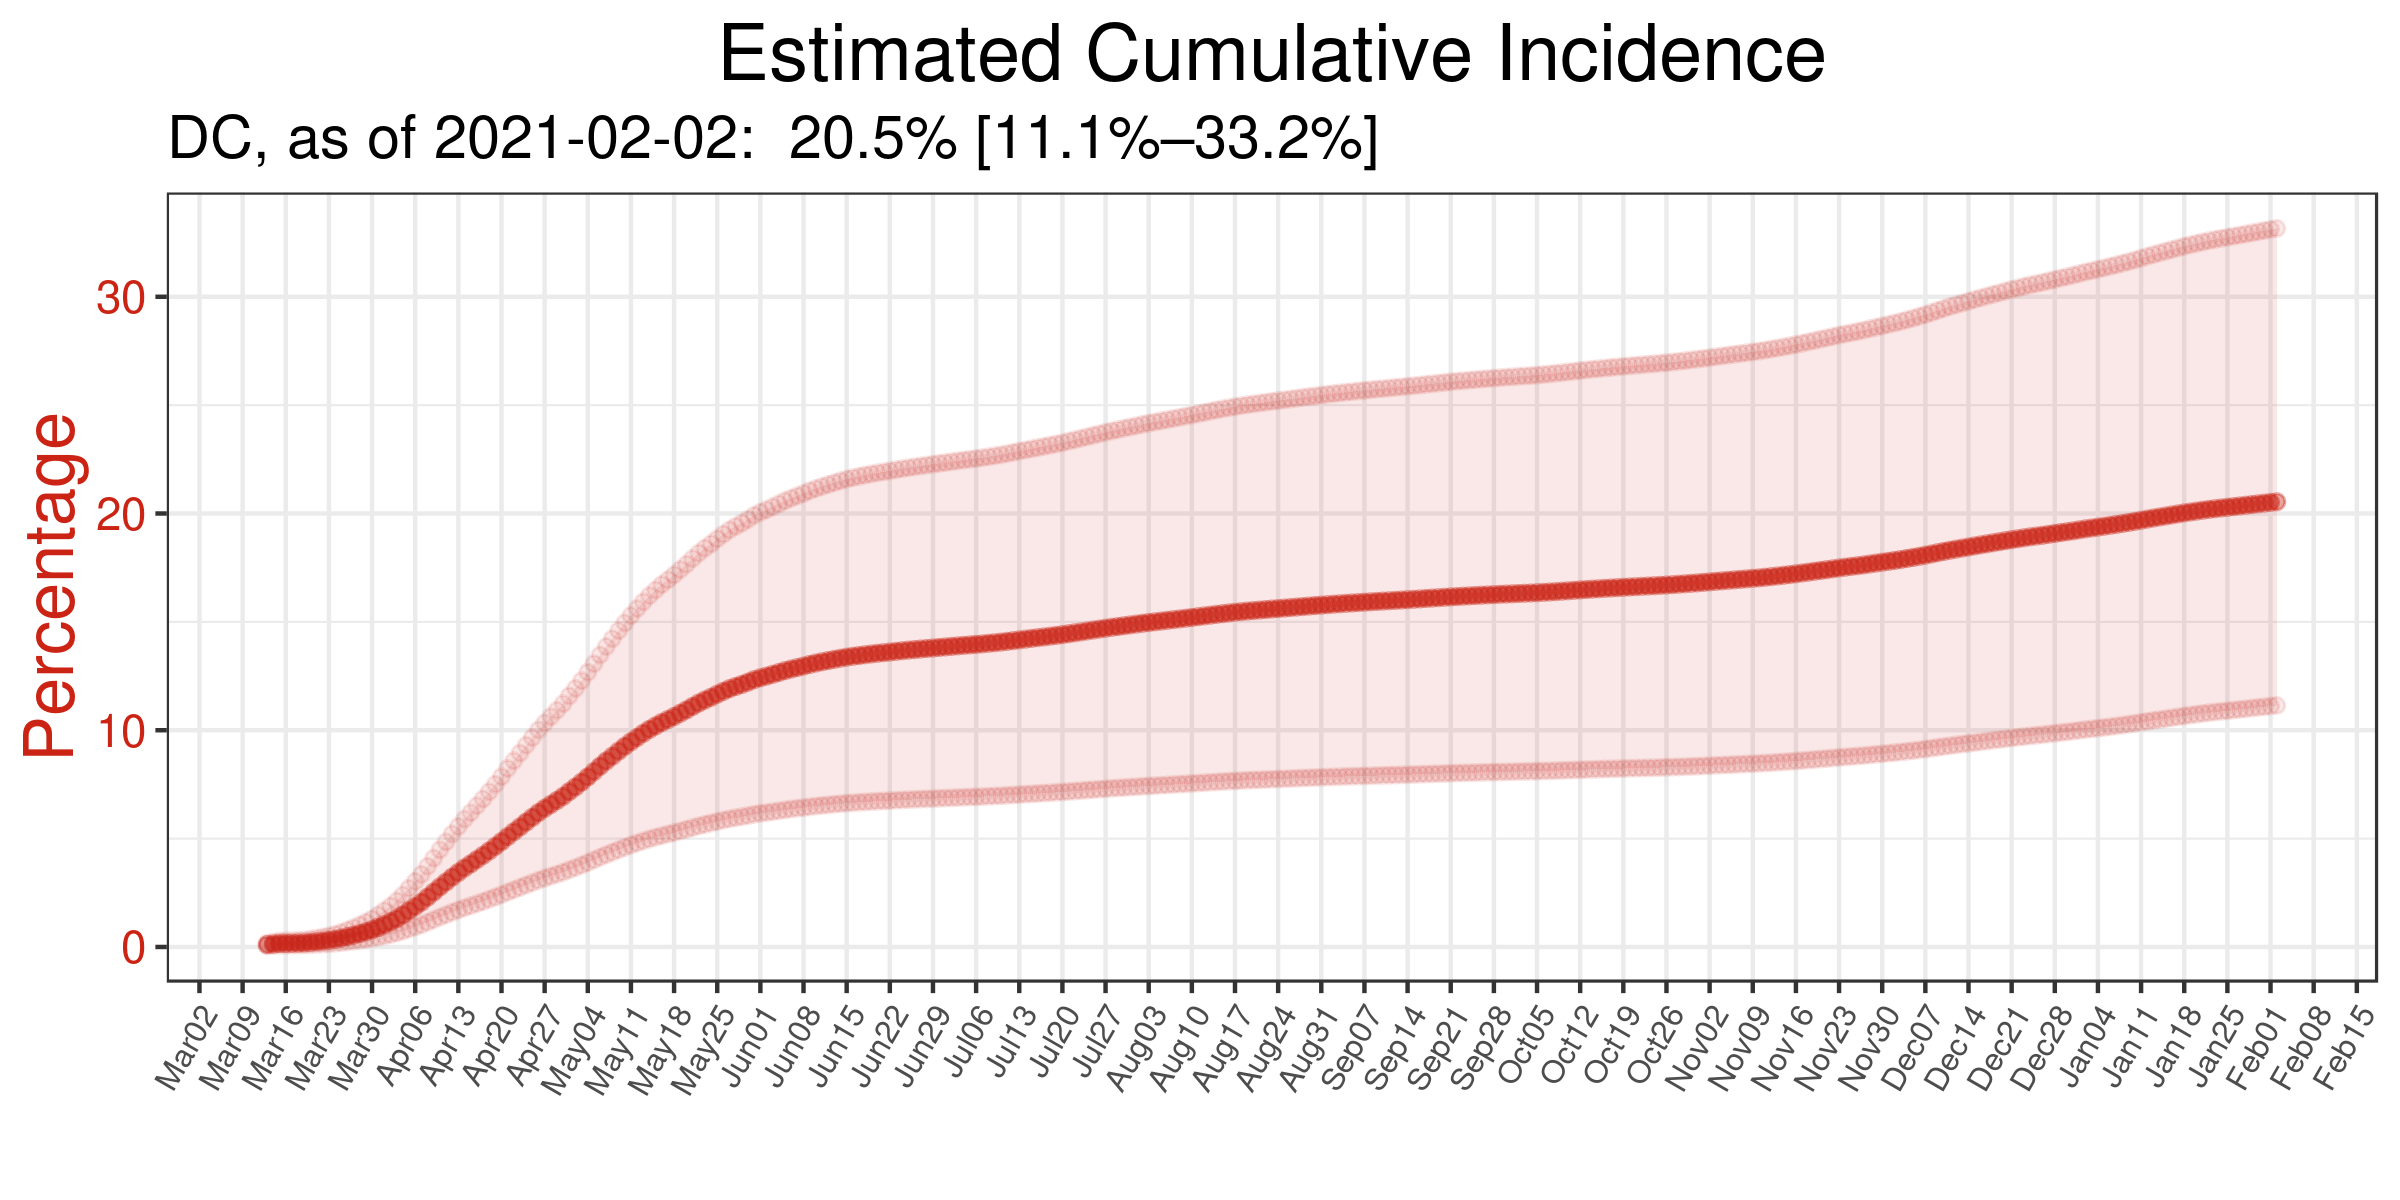 Estimated Cumulative Incidence
DC, as of 2021-02-02:  20.5% [11.1%–33.2%]
Percentage
30
20
10
0
Mar02 Mar09 Mar16 Mar23 Mar30 Apr06 Apr13 Apr20 Apr27 May04 May11 May18 May25 Jun01 Jun08 Jun15 Jun22 Jun29 Jul06 Jul13 Jul20 Jul27 Aug03 Aug10 Aug17 Aug24 Aug31 Sep07 Sep14 Sep21 Sep28 Oct05 Oct12 Oct19 Oct26 Nov02 Nov09 Nov16 Nov23 Nov30 Dec07 Dec14 Dec21 Dec28 Jan04 Jan11 Jan18 Jan25 Feb01 Feb08 Feb15